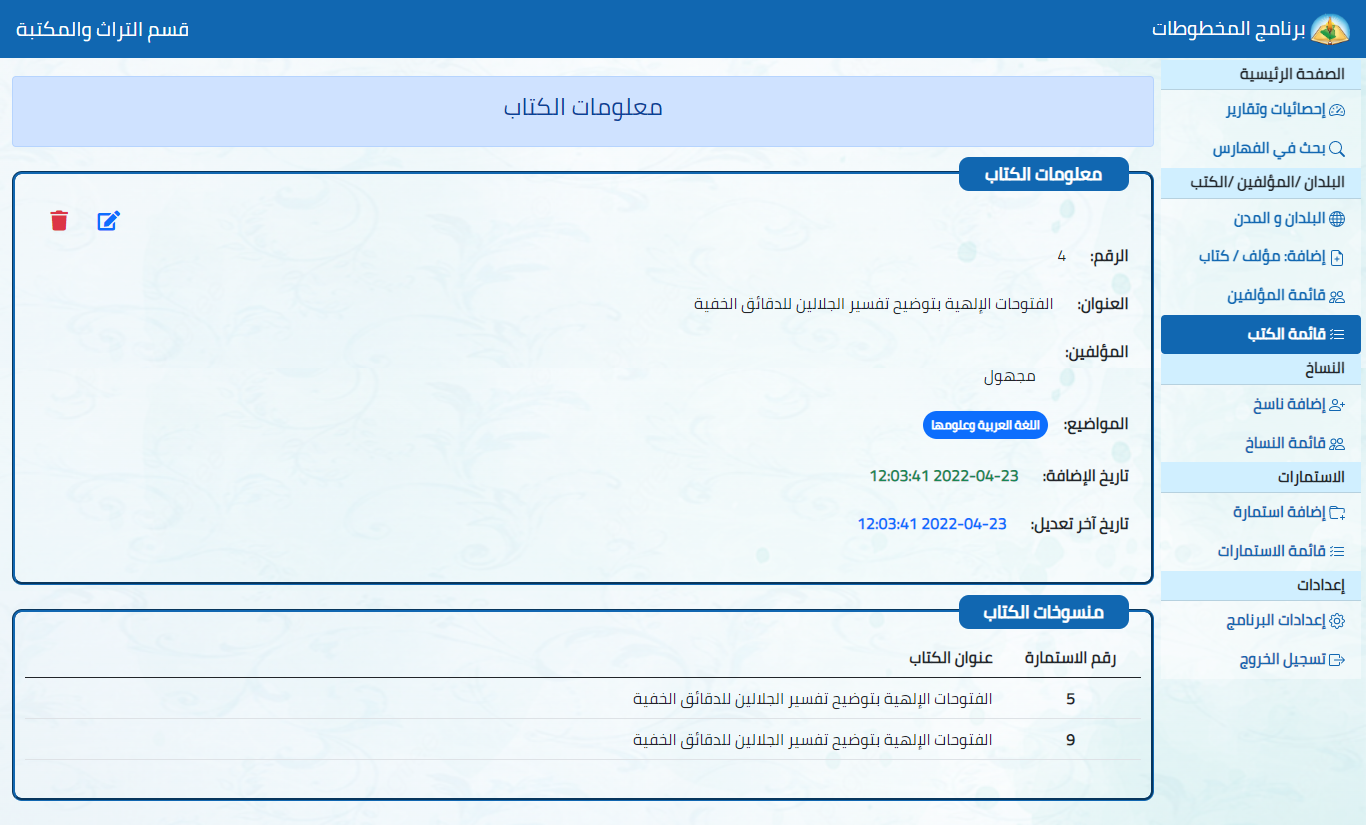 برنامج المخطوطات
قسم التراث والمكتبة
الصفحة الرئيسية
إحصائيات وتقارير
بحث في الفهارس
البلدان /المؤلفين /الكتب
البلدان و المدن
إضافة: مؤلف / كتاب
قائمة المؤلفين
قائمة الكتب
النساخ
إضافة ناسخ
قائمة النساخ
الاستمارات
إضافة استمارة
قائمة الاستمارات
إعدادات
إعدادات البرنامج
تسجيل الخروج
معلومات الكتاب
معلومات الكتاب
الرقم: 4
العنوان: الفتوحات الإلهية بتوضيح تفسير الجلالين للدقائق الخفية
المؤلفين:
مجهول
المواضيع: اللغة العربية وعلومها
تاريخ الإضافة: 2022-04-23 12:03:41
تاريخ آخر تعديل: 2022-04-23 12:03:41
منسوخات الكتاب
رقم الاستمارة عنوان الكتاب
5 الفتوحات الإلهية بتوضيح تفسير الجلالين للدقائق الخفية
9 الفتوحات الإلهية بتوضيح تفسير الجلالين للدقائق الخفية